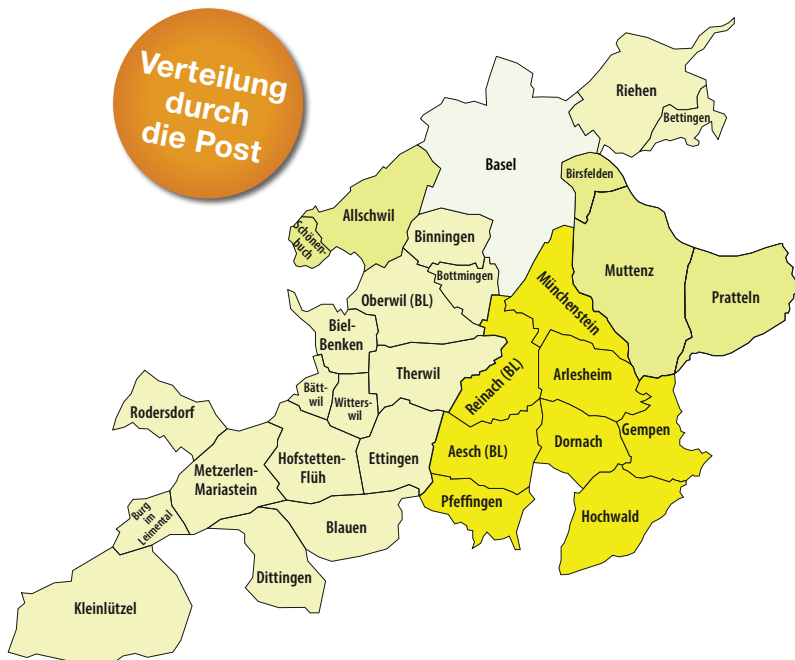 Verteilung
durch
die Post
Riehen
Bettingen
Basel
Birsfelden
Allschwil
Schönen-
buch
Binningen
Bottmingen
Muttenz
Münchenstein
Pratteln
Oberwil (BL)
Biel-
Benken
Therwil
Reinach (BL)
Arlesheim
Bätt-
wil
Witters-
wil
Rodersdorf
Gempen
Metzerlen-
Mariastein
Hofstetten-
Flüh
Ettingen
Aesch (BL)
Dornach
Pfeffingen
Hochwald
Burg
im
Leimental
Blauen
Dittingen
Kleinlützel